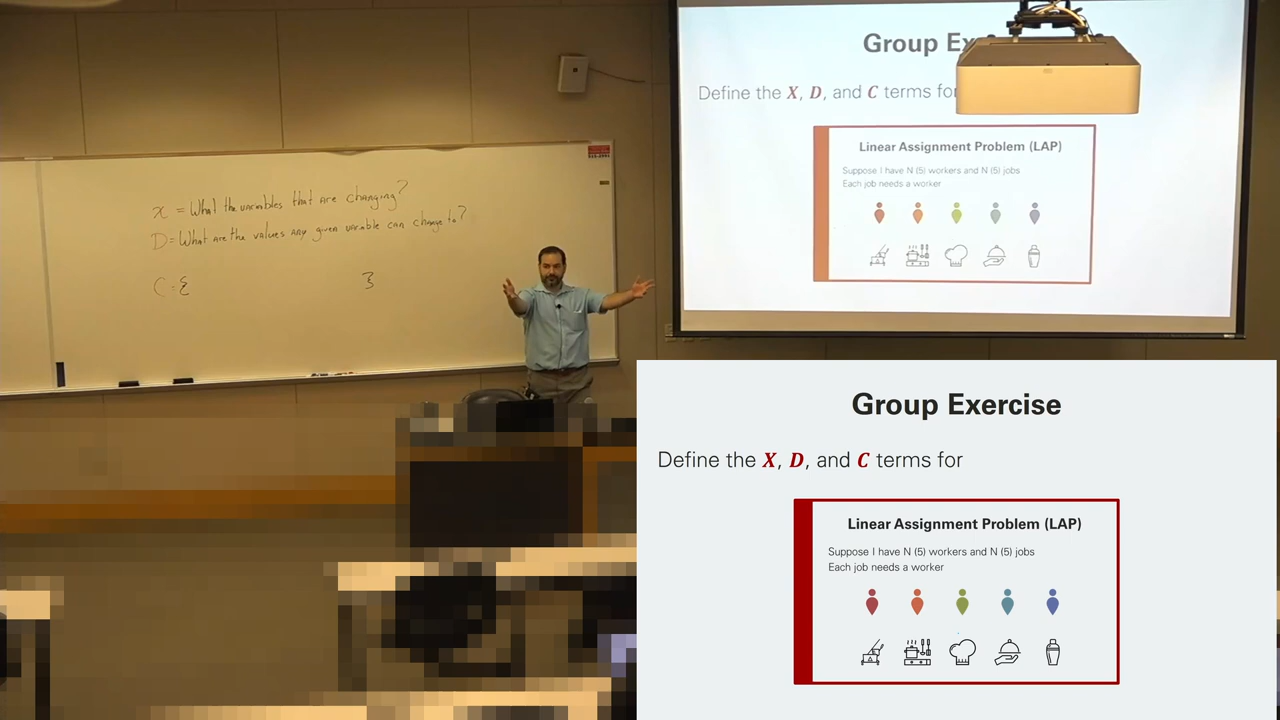 x = What the variables that are changing?
D = What are the values any given variable can change to?
C = { }
Group Ex
Define the X, D, and C terms for
Linear Assignment Problem (LAP)
Suppose I have N (5) workers and N (5) jobs
Each job needs a worker
Group Exercise
Define the X, D, and C terms for
Linear Assignment Problem (LAP)
Suppose I have N (5) workers and N (5) jobs
Each job needs a worker